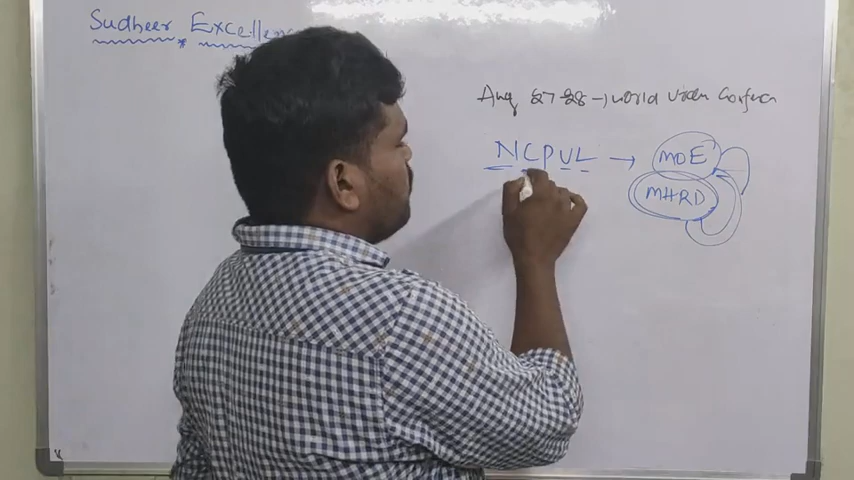 Sudheer Excellen
Aug 27-28 → world Urdu Conferen
NCPUL → MOE
MHRD